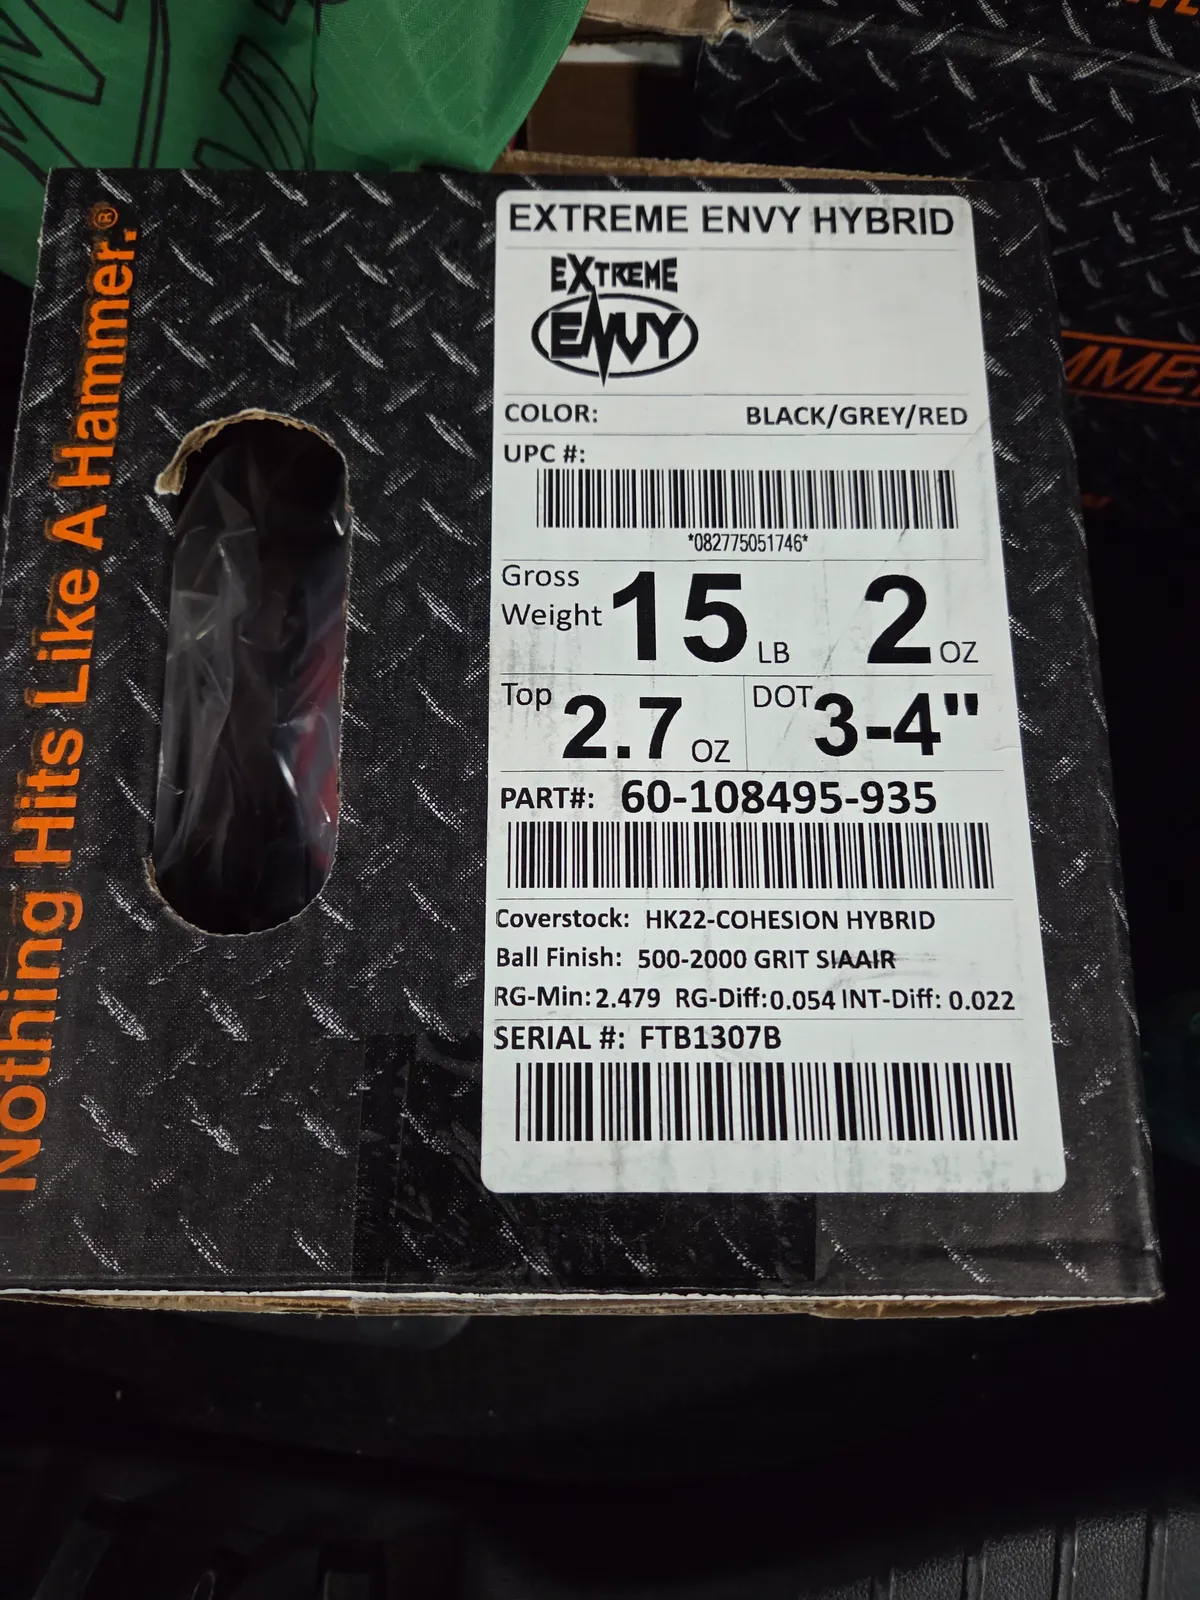 Nothing Hits Like A Hammer.®
EXTREME ENVY HYBRID
EXTREME
ENVY
COLOR: BLACK/GREY/RED
UPC #:
*082775051746*
Gross Weight 15 LB 2 OZ
Top 2.7 OZ DOT 3-4"
PART#: 60-108495-935
Coverstock: HK22-COHESION HYBRID
Ball Finish: 500-2000 GRIT SIAAIR
RG-Min: 2.479 RG-Diff: 0.054 INT-Diff: 0.022
SERIAL #: FTB1307B